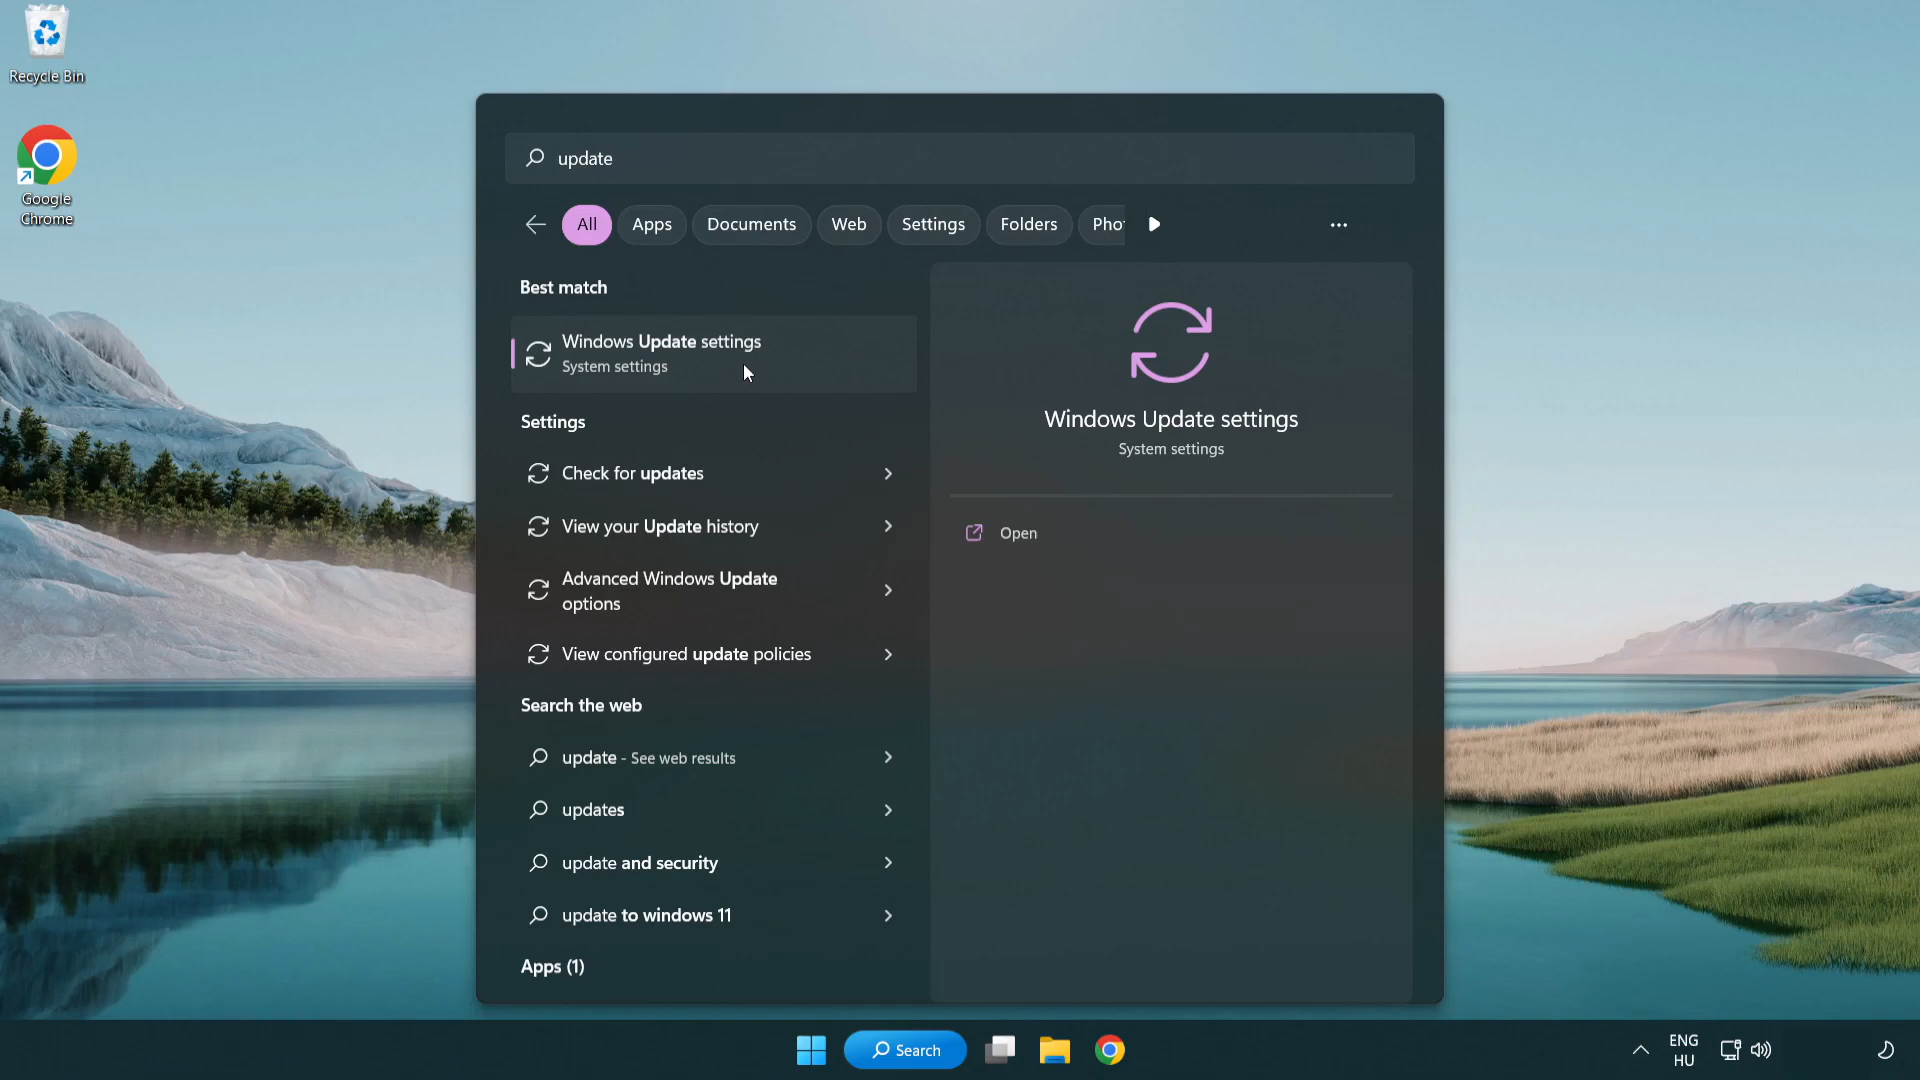 Recycle Bin
Google
Chrome
update
All
Apps
Documents
Web
Settings
Folders
Best match
Windows Update settings
System settings
Settings
Check for updates
View your Update history
Advanced Windows Update
options
View configured update policies
Search the web
update - See web results
updates
update and security
update to windows 11
Apps (1)
Windows Update settings
System settings
Open
Search
ENG
HU